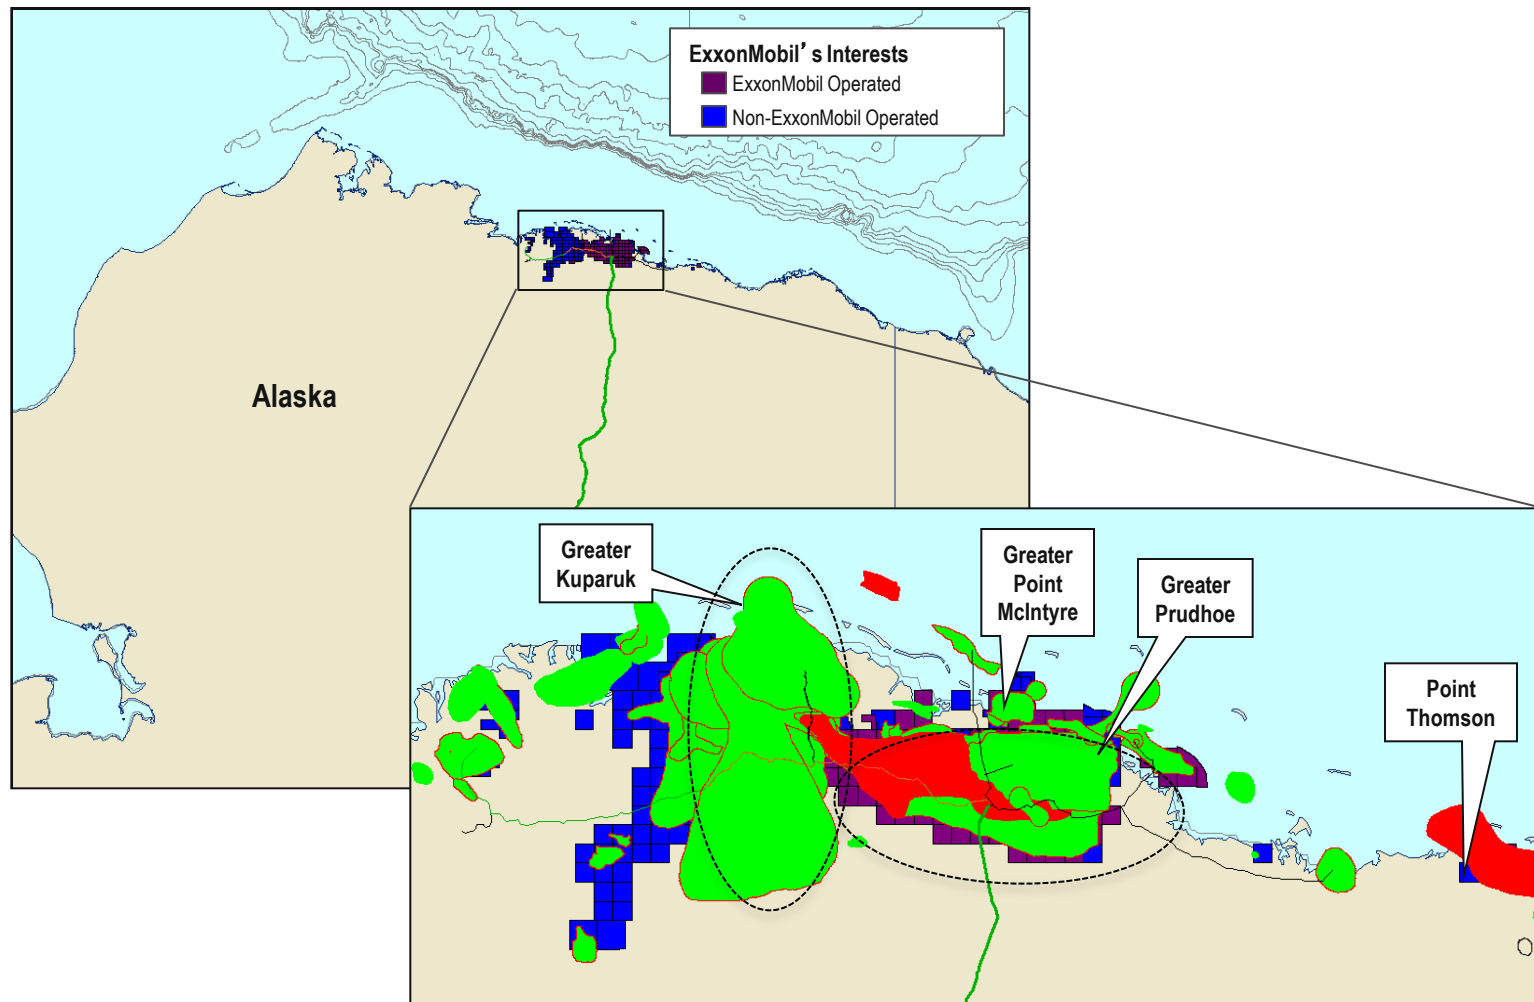 ExxonMobil's Interests
ExxonMobil Operated
Non-ExxonMobil Operated
Alaska
Greater
Kuparuk
Greater
Point
McIntyre
Greater
Prudhoe
Point
Thomson